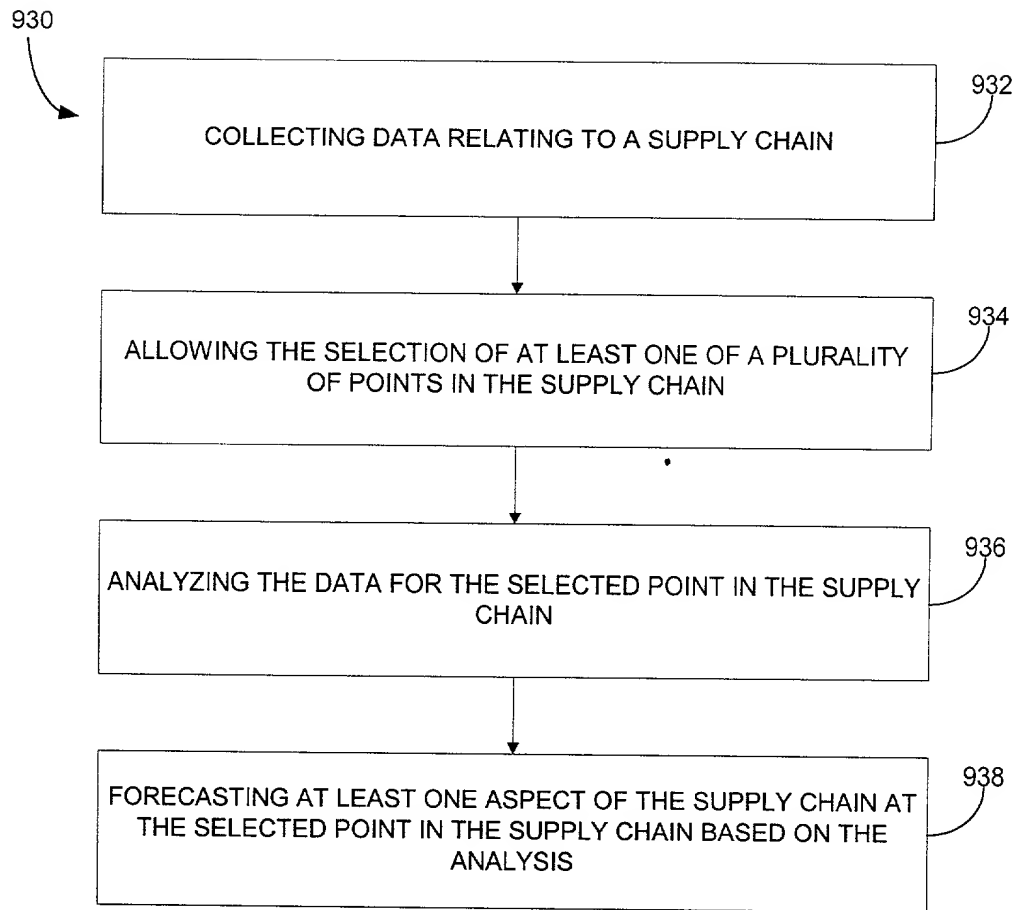 930
932
COLLECTING DATA RELATING TO A SUPPLY CHAIN
934
ALLOWING THE SELECTION OF AT LEAST ONE OF A PLURALITY
OF POINTS IN THE SUPPLY CHAIN
936
ANALYZING THE DATA FOR THE SELECTED POINT IN THE SUPPLY
CHAIN
938
FORECASTING AT LEAST ONE ASPECT OF THE SUPPLY CHAIN AT
THE SELECTED POINT IN THE SUPPLY CHAIN BASED ON THE
ANALYSIS